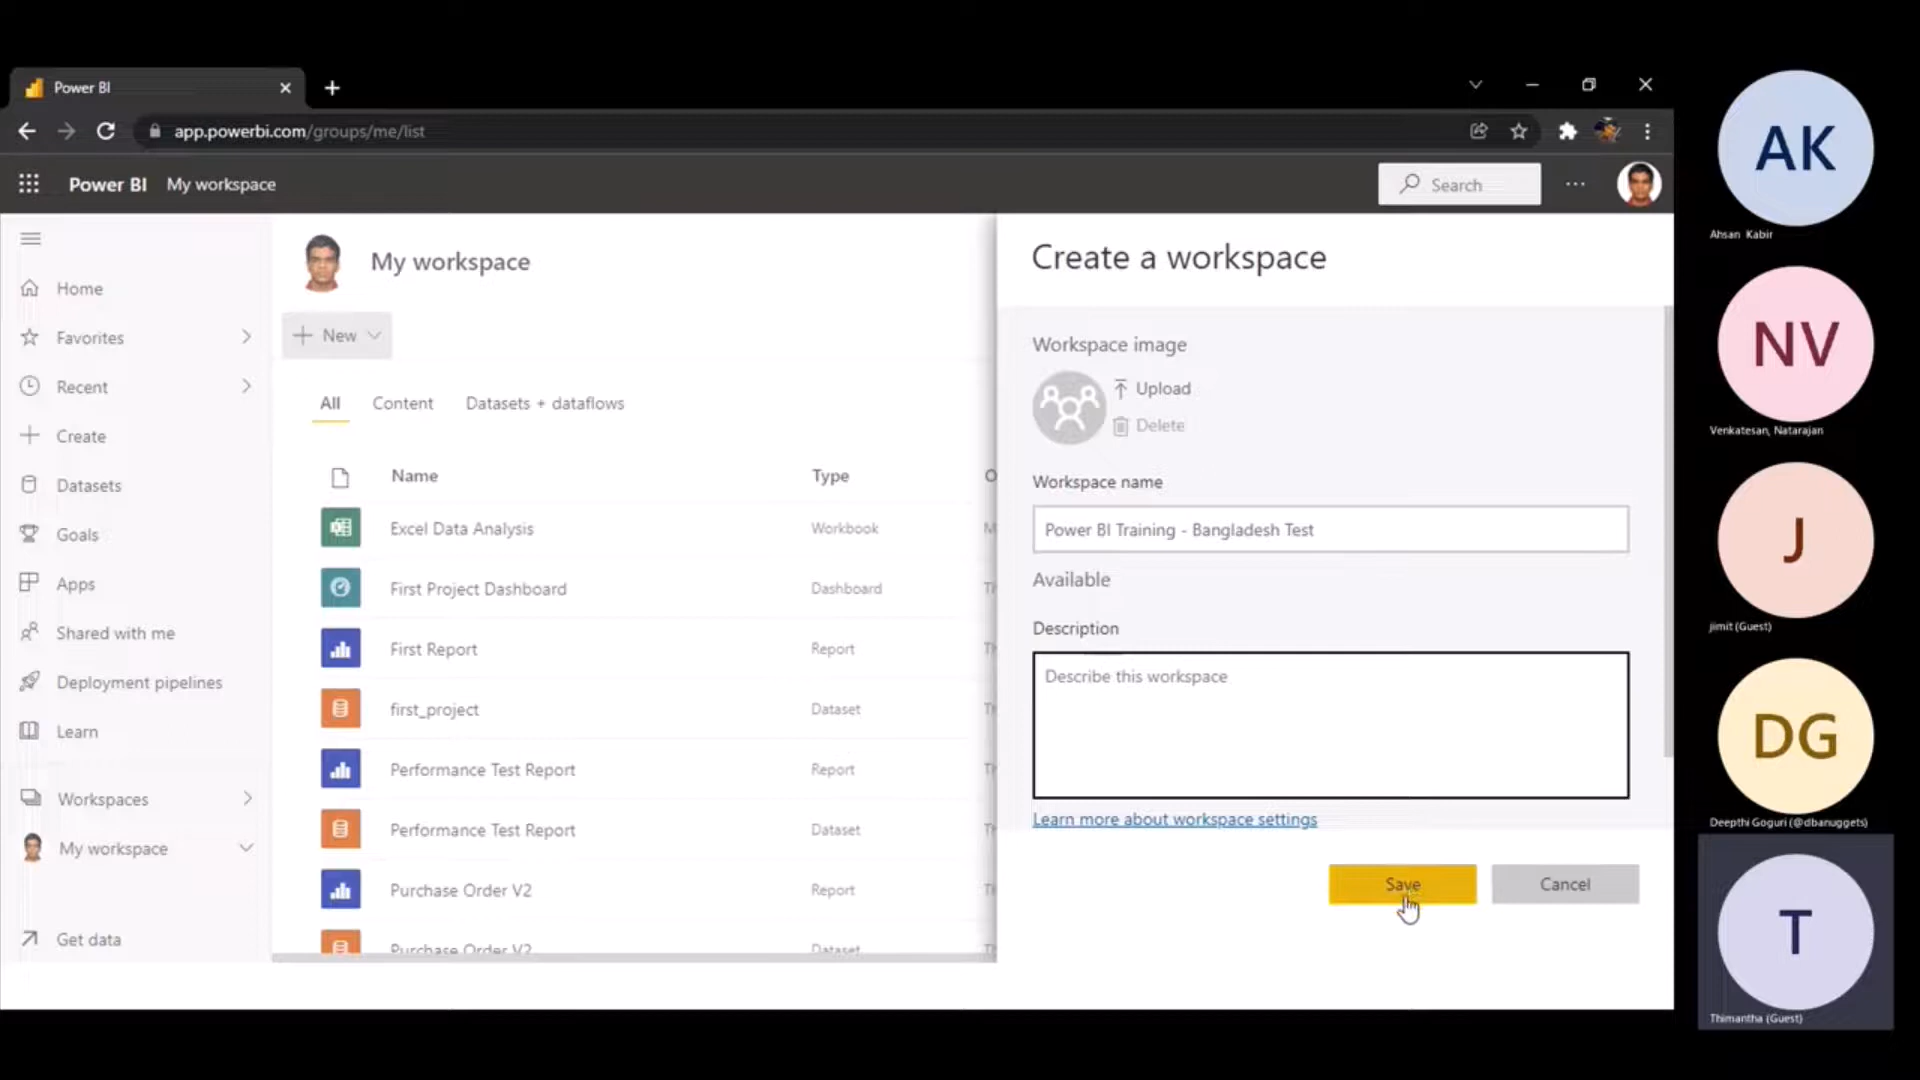 Power BI
app.powerbi.com/groups/me/list
Power BI
My workspace
Search
Home
Favorites
Recent
Create
Datasets
Goals
Apps
Shared with me
Deployment pipelines
Learn
Workspaces
My workspace
Get data
My workspace
New
All
Content
Datasets + dataflows
Name
Type
Excel Data Analysis
Workbook
First Project Dashboard
Dashboard
First Report
Report
first_project
Dataset
Performance Test Report
Report
Performance Test Report
Dataset
Purchase Order V2
Report
Purchase Order V2
Dataset
Create a workspace
Workspace image
Upload
Delete
Workspace name
Power BI Training - Bangladesh Test
Available
Description
Describe this workspace
Learn more about workspace settings
Save
Cancel
AK
Ahsan Kabir
NV
Venkatesan, Natarajan
J
jimit (Guest)
DG
Deepthi Goguri (@dbanuggets)
T
Thimantha (Guest)